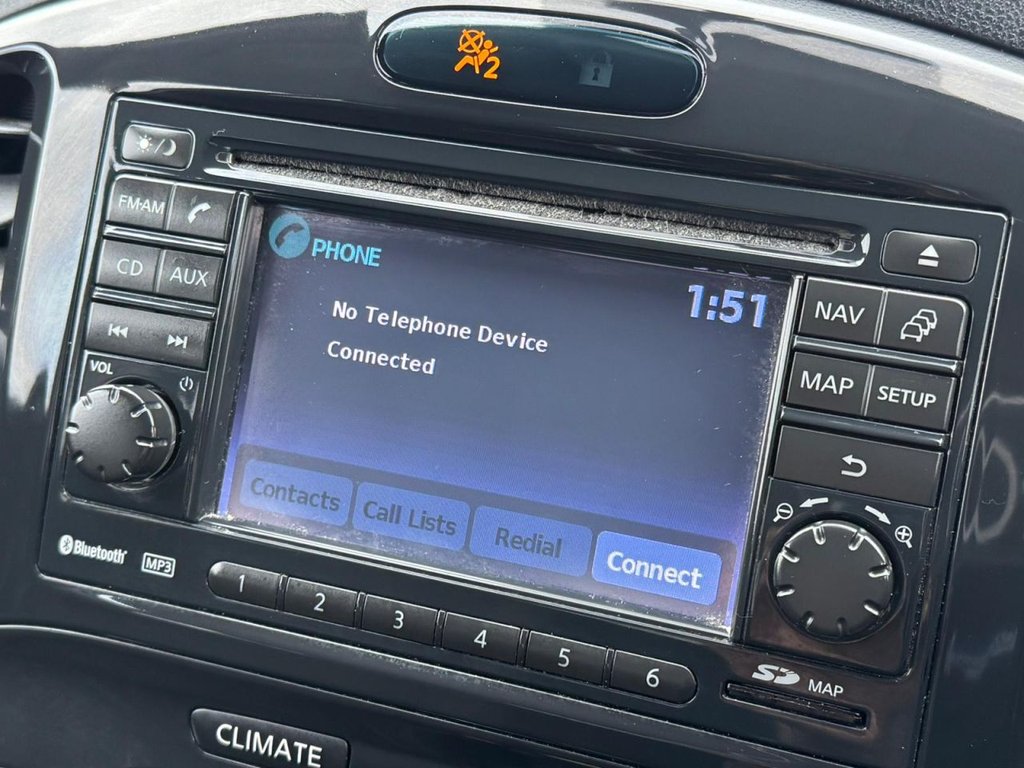 2
FM·AM
CD
AUX
VOL
PHONE
1:51
No Telephone Device
Connected
Contacts
Call Lists
Redial
Connect
NAV
MAP
SETUP
Bluetooth
MP3
1
2
3
4
5
6
SD
MAP
CLIMATE